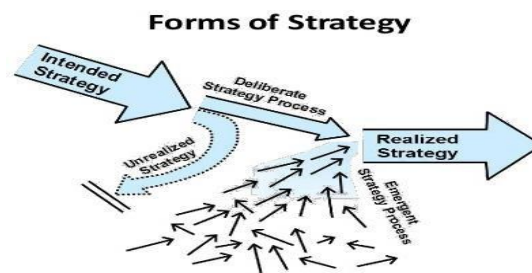 Forms of Strategy
Intended
Strategy
Deliberate
Strategy Process
Unrealized
Strategy
Realized
Strategy
Emergent
Strategy Process